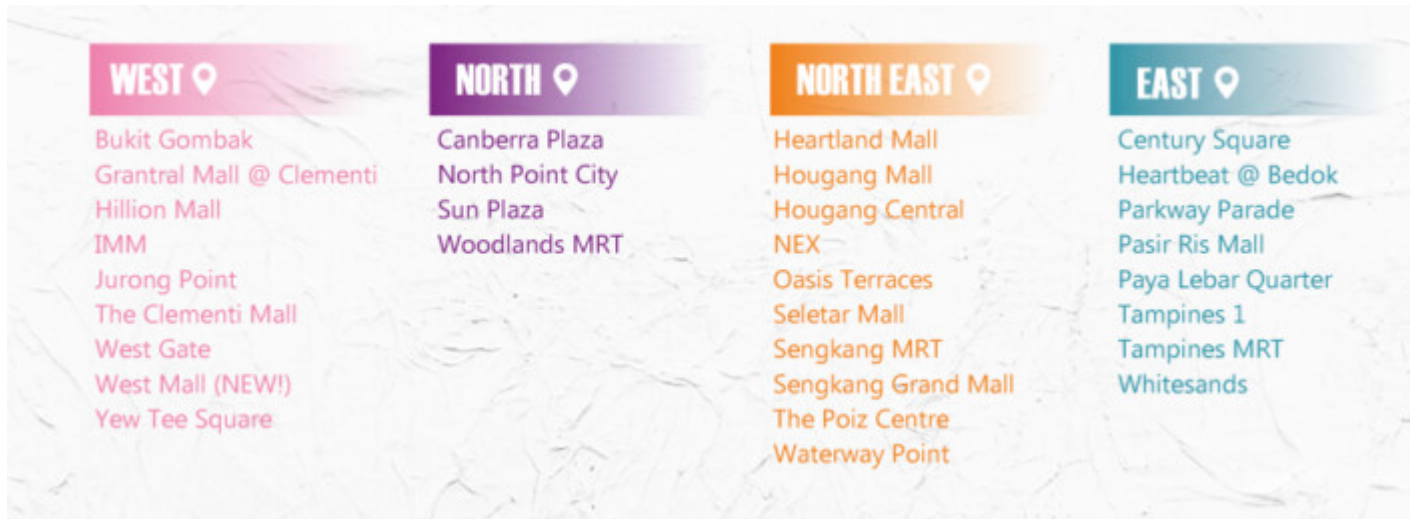 WEST
Bukit Gombak
Grantral Mall @ Clementi
Hillion Mall
IMM
Jurong Point
The Clementi Mall
West Gate
West Mall (NEW!)
Yew Tee Square
NORTH
Canberra Plaza
North Point City
Sun Plaza
Woodlands MRT
NORTH EAST
Heartland Mall
Hougang Mall
Hougang Central
NEX
Oasis Terraces
Seletar Mall
Sengkang MRT
Sengkang Grand Mall
The Poiz Centre
Waterway Point
EAST
Century Square
Heartbeat @ Bedok
Parkway Parade
Pasir Ris Mall
Paya Lebar Quarter
Tampines 1
Tampines MRT
Whitesands